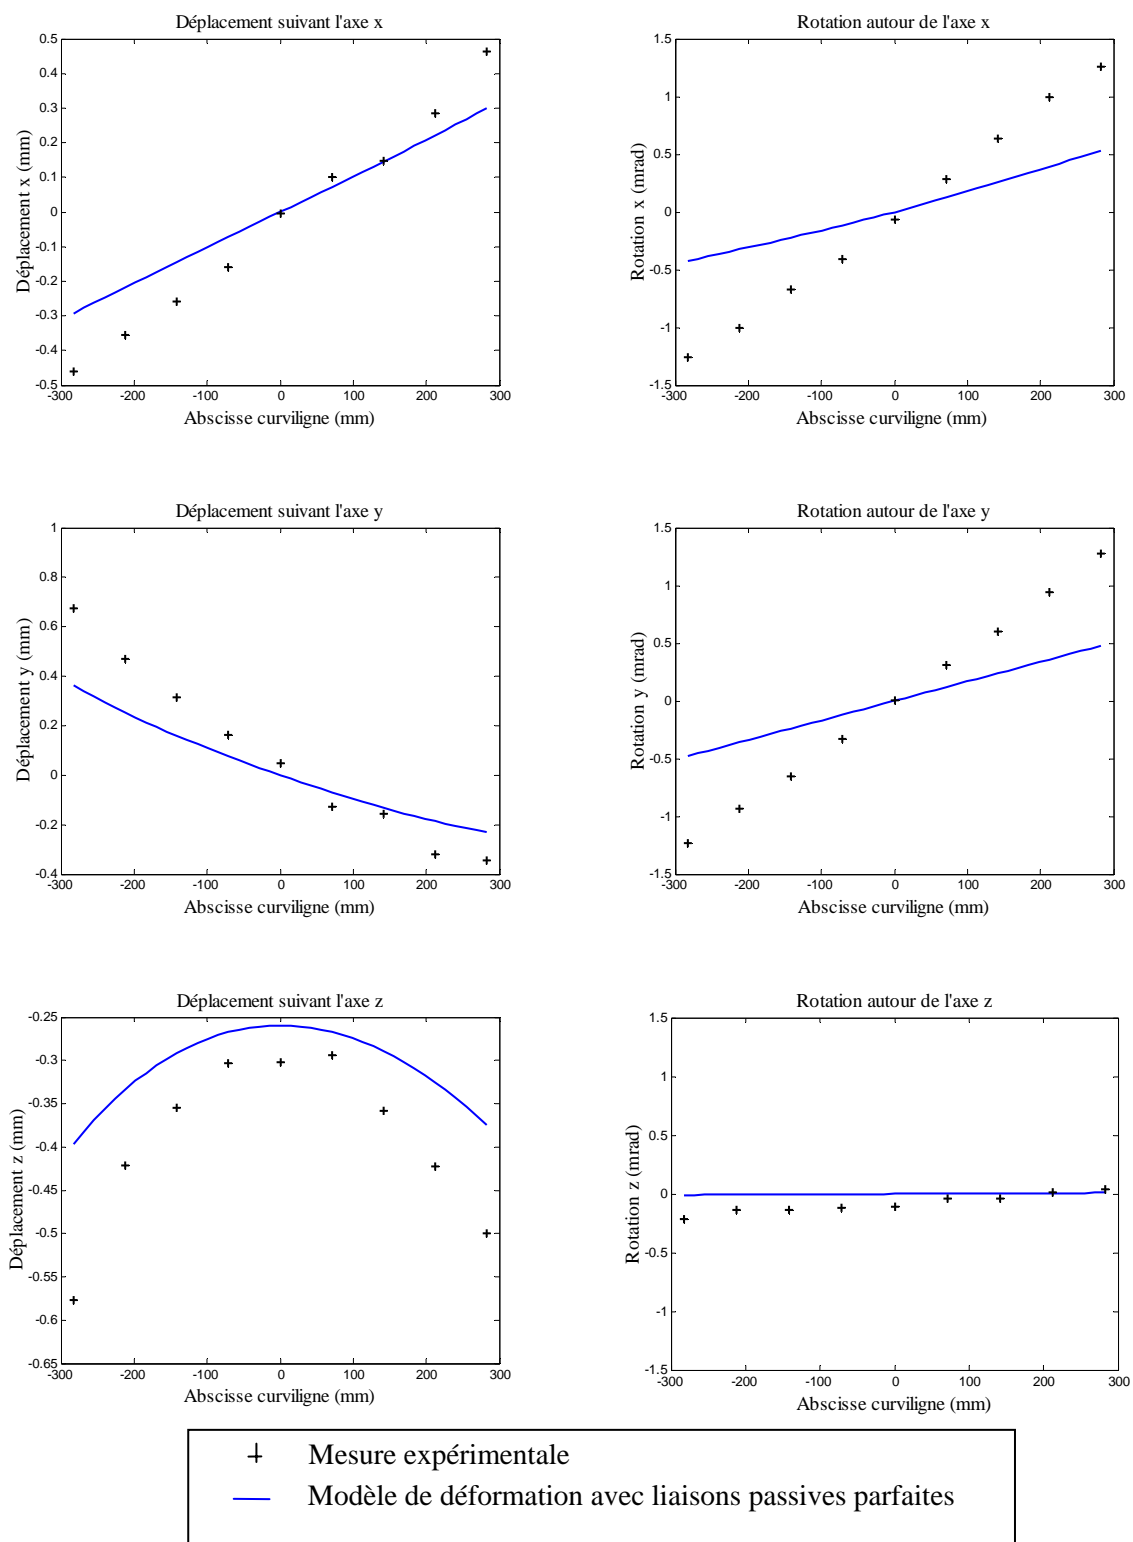 Déplacement suivant l'axe x
0.5
0.4
0.3
0.2
0.1
0
-0.1
-0.2
-0.3
-0.4
-0.5
Déplacement x (mm)
-300 -200 -100 0 100 200 300
Abscisse curviligne (mm)
Rotation autour de l'axe x
1.5
1
0.5
0
-0.5
-1
-1.5
Rotation x (mrad)
-300 -200 -100 0 100 200 300
Abscisse curviligne (mm)
Déplacement suivant l'axe y
1
0.8
0.6
0.4
0.2
0
-0.2
-0.4
Déplacement y (mm)
-300 -200 -100 0 100 200 300
Abscisse curviligne (mm)
Rotation autour de l'axe y
1.5
1
0.5
0
-0.5
-1
-1.5
Rotation y (mrad)
-300 -200 -100 0 100 200 300
Abscisse curviligne (mm)
Déplacement suivant l'axe z
-0.25
-0.3
-0.35
-0.4
-0.45
-0.5
-0.55
-0.6
-0.65
Déplacement z (mm)
-300 -200 -100 0 100 200 300
Abscisse curviligne (mm)
Rotation autour de l'axe z
1.5
1
0.5
0
-0.5
-1
-1.5
Rotation z (mrad)
-300 -200 -100 0 100 200 300
Abscisse curviligne (mm)
Mesure expérimentale
Modèle de déformation avec liaisons passives parfaites